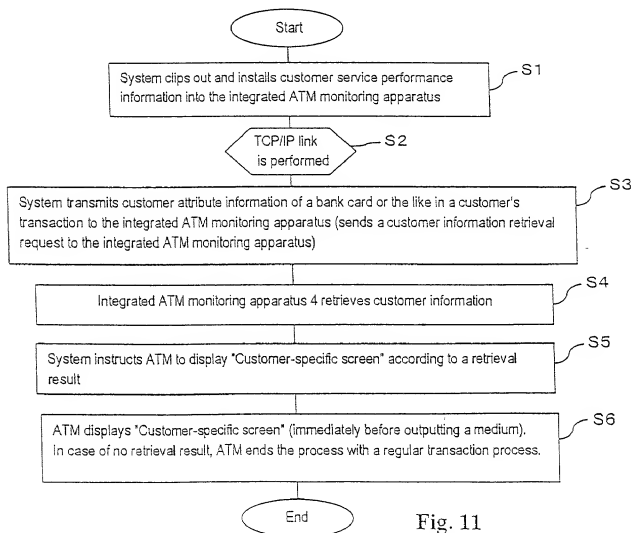 Start
S1
System clips out and installs customer service performance
information into the integrated ATM monitoring apparatus
TCP/IP link
is performed
S2
S3
System transmits customer attribute information of a bank card or the like in a customer's
transaction to the integrated ATM monitoring apparatus (sends a customer information retrieval
request to the integrated ATM monitoring apparatus)
S4
Integrated ATM monitoring apparatus 4 retrieves customer information
S5
System instructs ATM to display "Customer-specific screen" according to a retrieval
result
S6
ATM displays "Customer-specific screen" (immediately before outputting a medium).
In case of no retrieval result, ATM ends the process with a regular transaction process.
End
Fig. 11